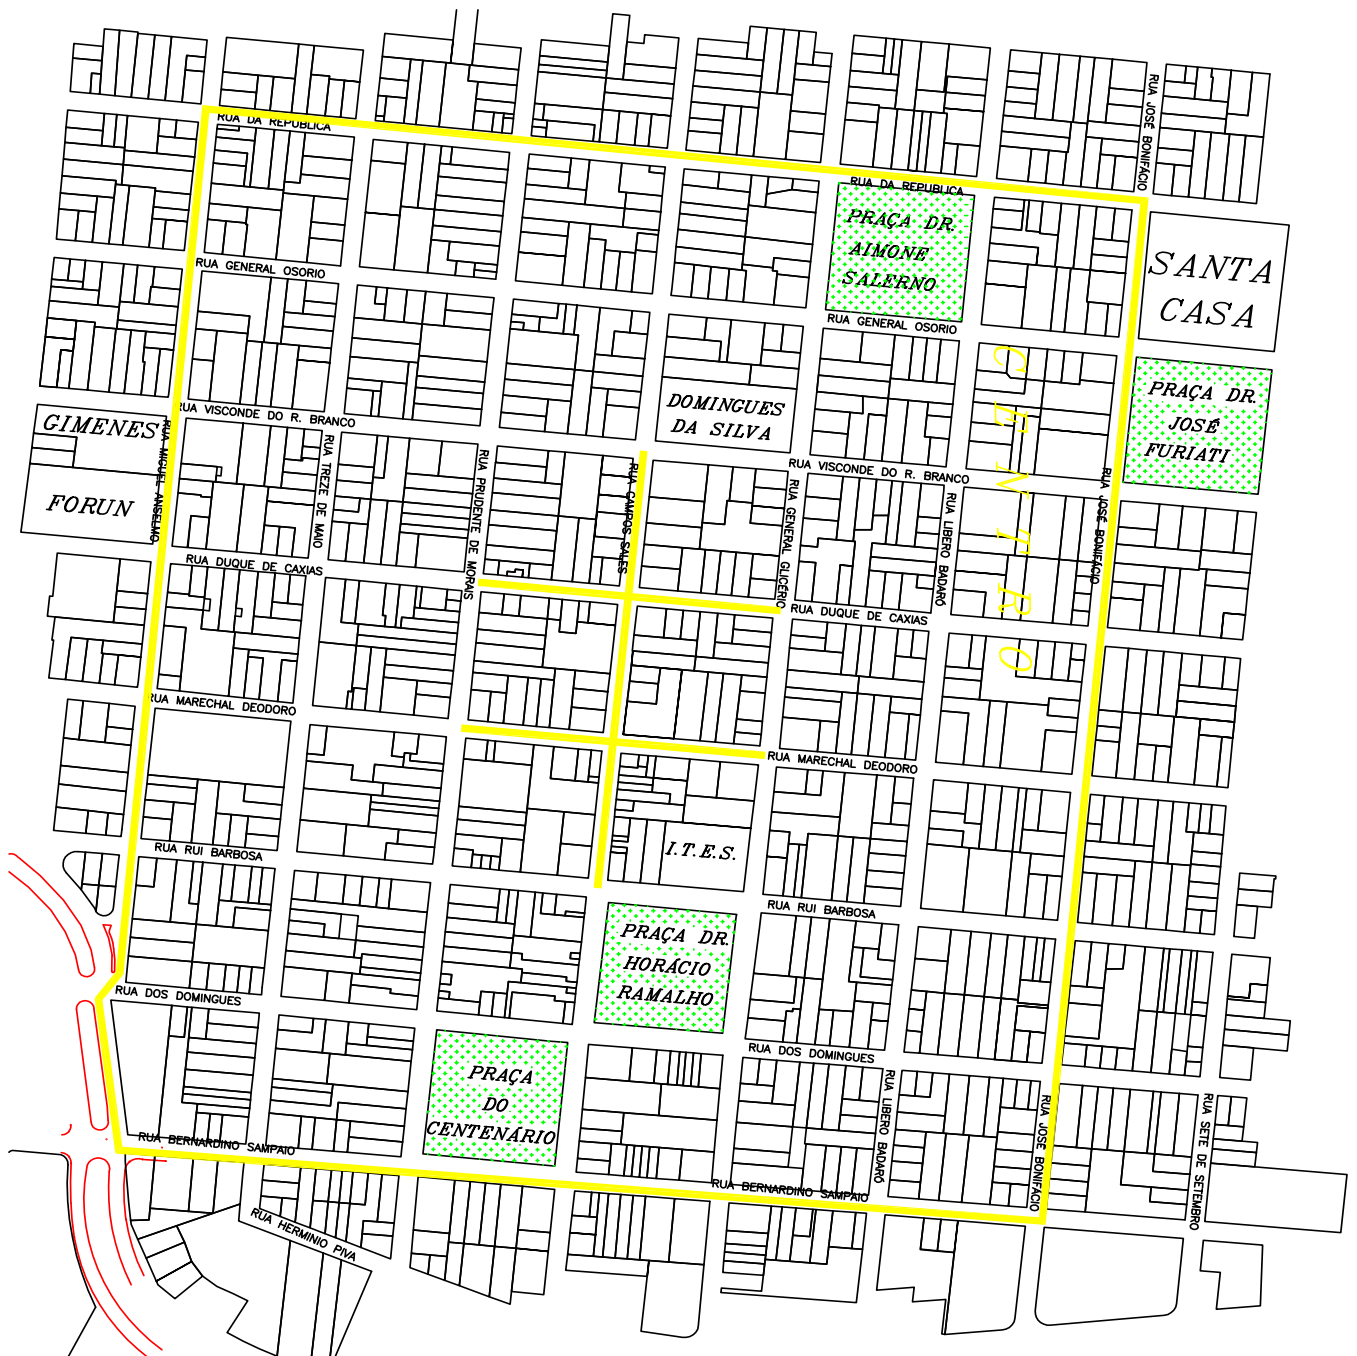 RUA DA REPUBLICA
RUA JOSÉ BONIFÁCIO
RUA DA REPUBLICA
PRAÇA DR.
AIMONE
SALERNO
SANTA
CASA
RUA GENERAL OSORIO
RUA GENERAL OSORIO
CENTRO
PRAÇA DR.
JOSÉ
FURIATI
DOMINGUES
DA SILVA
RUA VISCONDE DO R. BRANCO
GIMENES
FORUN
RUA MIGUEL ANSELMO
RUA TREZE DE MAIO
RUA PRUDENTE DE MORAIS
RUA CAMPOS SALES
RUA VISCONDE DO R. BRANCO
RUA GENERAL GLICÉRIO
RUA LIBERO BADARÓ
RUA JOSÉ BONIFÁCIO
RUA DUQUE DE CAXIAS
RUA DUQUE DE CAXIAS
RUA MARECHAL DEODORO
RUA MARECHAL DEODORO
RUA RUI BARBOSA
I.T.E.S.
RUA RUI BARBOSA
PRAÇA DR.
HORÁCIO
RAMALHO
RUA DOS DOMINGUES
RUA DOS DOMINGUES
PRAÇA
DO
CENTENÁRIO
RUA LIBERO BADARÓ
RUA JOSÉ BONIFÁCIO
RUA SETE DE SETEMBRO
RUA BERNARDINO SAMPAIO
RUA BERNARDINO SAMPAIO
RUA HERMINIO PIVA